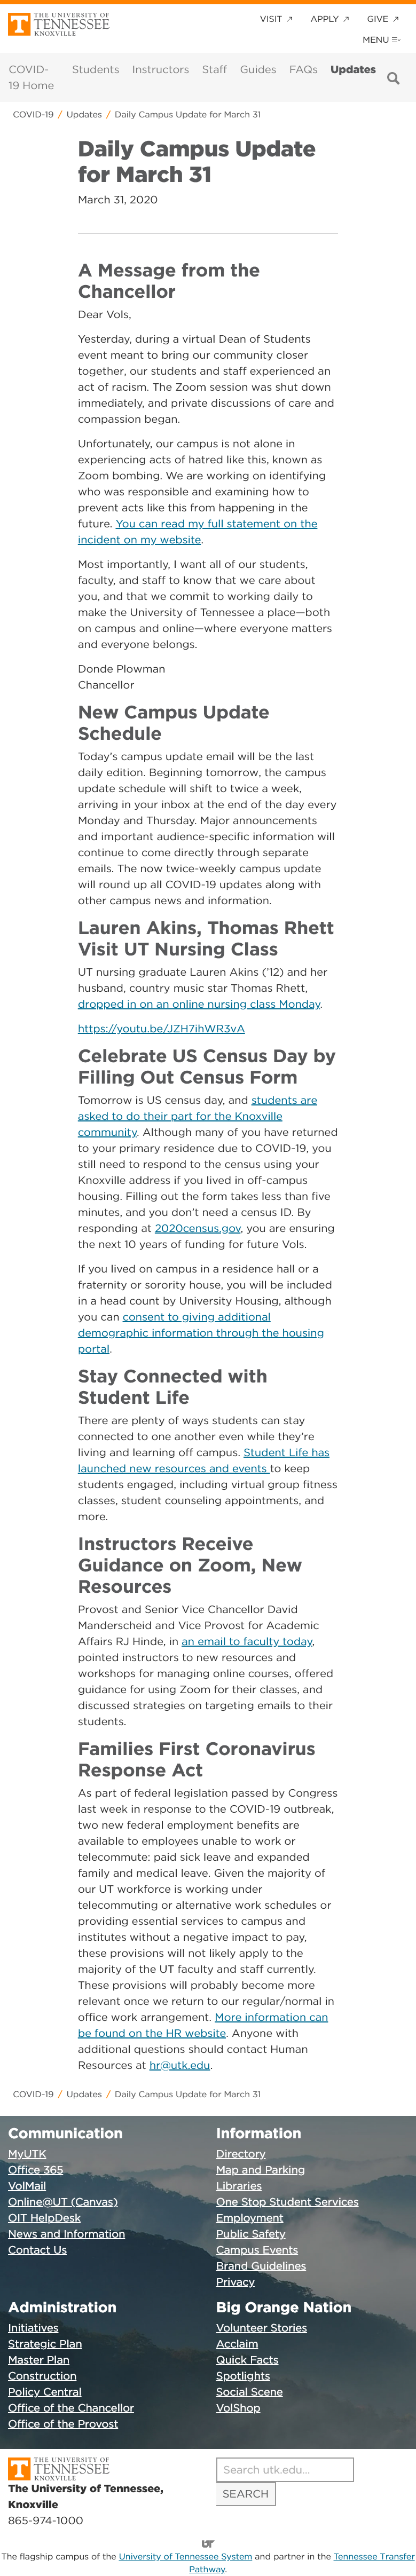 THE UNIVERSITY OF
TENNESSEE
KNOXVILLE
VISIT
APPLY
GIVE
MENU
COVID-
19 Home
Students
Instructors
Staff
Guides
FAQs
Updates
COVID-19 / Updates / Daily Campus Update for March 31
Daily Campus Update
for March 31
March 31, 2020
A Message from the
Chancellor
Dear Vols,
Yesterday, during a virtual Dean of Students
event meant to bring our community closer
together, our students and staff experienced an
act of racism. The Zoom session was shut down
immediately, and private discussions of care and
compassion began.
Unfortunately, our campus is not alone in
experiencing acts of hatred like this, known as
Zoom bombing. We are working on identifying
who was responsible and examining how to
prevent acts like this from happening in the
future. You can read my full statement on the
incident on my website.
Most importantly, I want all of our students,
faculty, and staff to know that we care about
you, and that we commit to working daily to
make the University of Tennessee a place—both
on campus and online—where everyone matters
and everyone belongs.
Donde Plowman
Chancellor
New Campus Update
Schedule
Today's campus update email will be the last
daily edition. Beginning tomorrow, the campus
update schedule will shift to twice a week,
arriving in your inbox at the end of the day every
Monday and Thursday. Major announcements
and important audience-specific information will
continue to come directly through separate
emails. The now twice-weekly campus update
will round up all COVID-19 updates along with
other campus news and information.
Lauren Akins, Thomas Rhett
Visit UT Nursing Class
UT nursing graduate Lauren Akins ('12) and her
husband, country music star Thomas Rhett,
dropped in on an online nursing class Monday.
https://youtu.be/JZH7ihWR3vA
Celebrate US Census Day by
Filling Out Census Form
Tomorrow is US census day, and students are
asked to do their part for the Knoxville
community. Although many of you have returned
to your primary residence due to COVID-19, you
still need to respond to the census using your
Knoxville address if you lived in off-campus
housing. Filling out the form takes less than five
minutes, and you don't need a census ID. By
responding at 2020census.gov, you are ensuring
the next 10 years of funding for future Vols.
If you lived on campus in a residence hall or a
fraternity or sorority house, you will be included
in a head count by University Housing, although
you can consent to giving additional
demographic information through the housing
portal.
Stay Connected with
Student Life
There are plenty of ways students can stay
connected to one another even while they're
living and learning off campus. Student Life has
launched new resources and events to keep
students engaged, including virtual group fitness
classes, student counseling appointments, and
more.
Instructors Receive
Guidance on Zoom, New
Resources
Provost and Senior Vice Chancellor David
Manderscheid and Vice Provost for Academic
Affairs RJ Hinde, in an email to faculty today,
pointed instructors to new resources and
workshops for managing online courses, offered
guidance for using Zoom for their classes, and
discussed strategies on targeting emails to their
students.
Families First Coronavirus
Response Act
As part of federal legislation passed by Congress
last week in response to the COVID-19 outbreak,
two new federal employment benefits are
available to employees unable to work or
telecommute: paid sick leave and expanded
family and medical leave. Given the majority of
our UT workforce is working under
telecommuting or alternative work schedules or
providing essential services to campus and
institutes without a negative impact to pay,
these provisions will not likely apply to the
majority of the UT faculty and staff currently.
These provisions will probably become more
relevant once we return to our regular/normal in
office work arrangement. More information can
be found on the HR website. Anyone with
additional questions should contact Human
Resources at hr@utk.edu.
COVID-19 / Updates / Daily Campus Update for March 31
Communication
MyUTK
Office 365
VolMail
Online@UT (Canvas)
OIT HelpDesk
News and Information
Contact Us
Information
Directory
Map and Parking
Libraries
One Stop Student Services
Employment
Public Safety
Campus Events
Brand Guidelines
Privacy
Administration
Initiatives
Strategic Plan
Master Plan
Construction
Policy Central
Office of the Chancellor
Office of the Provost
Big Orange Nation
Volunteer Stories
Acclaim
Quick Facts
Spotlights
Social Scene
VolShop
THE UNIVERSITY OF
TENNESSEE
KNOXVILLE
The University of Tennessee,
Knoxville
865-974-1000
Search utk.edu...
SEARCH
UT
The flagship campus of the University of Tennessee System and partner in the Tennessee Transfer
Pathway.